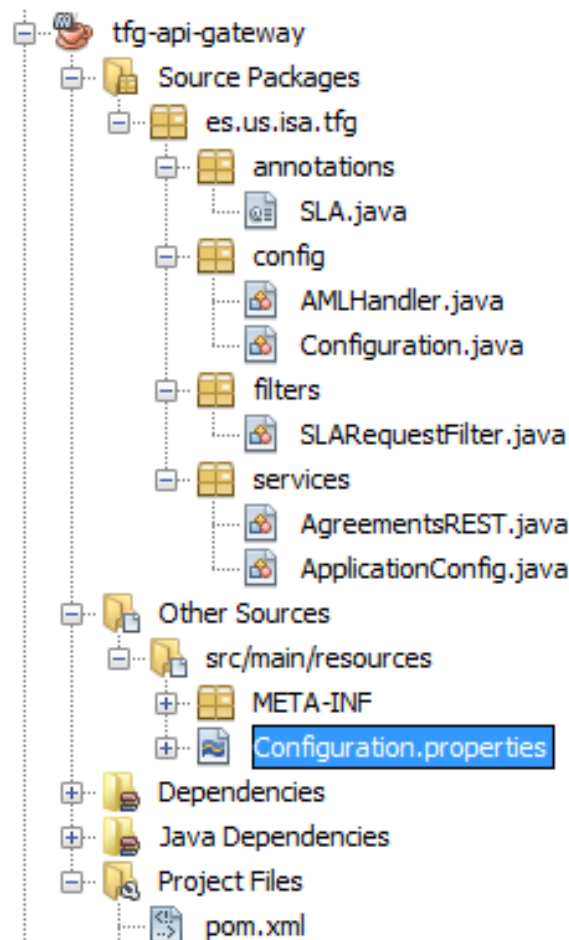 tfg-api-gateway
Source Packages
es.us.isa.tfg
annotations
SLA.java
config
AMLHandler.java
Configuration.java
filters
SLARequestFilter.java
services
AgreementsREST.java
ApplicationConfig.java
Other Sources
src/main/resources
META-INF
Configuration.properties
Dependencies
Java Dependencies
Project Files
pom.xml